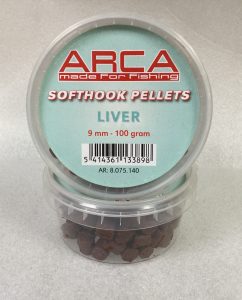 ARCA
made For Fishing
SOFTHOOK PELLETS
LIVER
9 mm - 100 gram
5 414361 133898
AR: 8.075.140